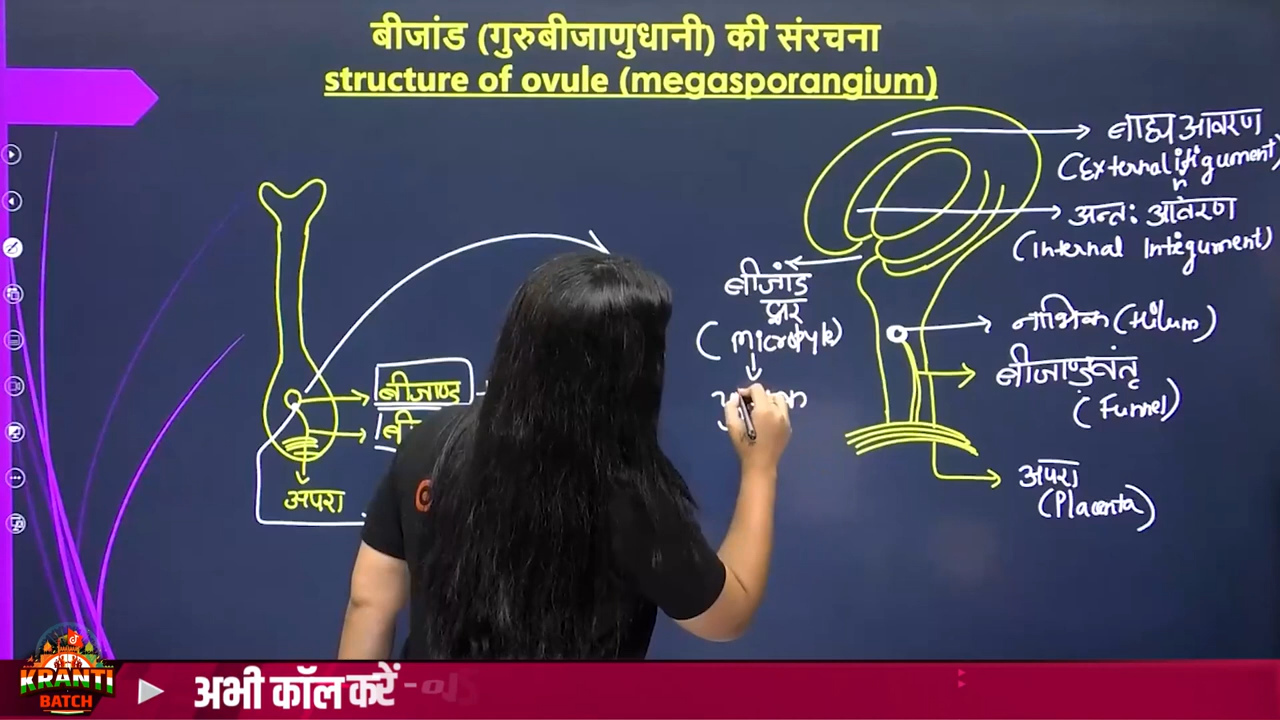 बीजांड (गुरुबीजाणुधानी) की संरचना
structure of ovule (megasporangium)
बाह्य आवरण
(External integument)
अन्तः आवरण
(Internal Integument)
बीजांड
द्वार
(micropyle)
नाभिक (Hilum)
बीजाण्डवृंत
(Funnel)
बीजाण्ड
बी
अपरा
अपरा
(Placenta)
KRANTI
BATCH
अभी कॉल करें